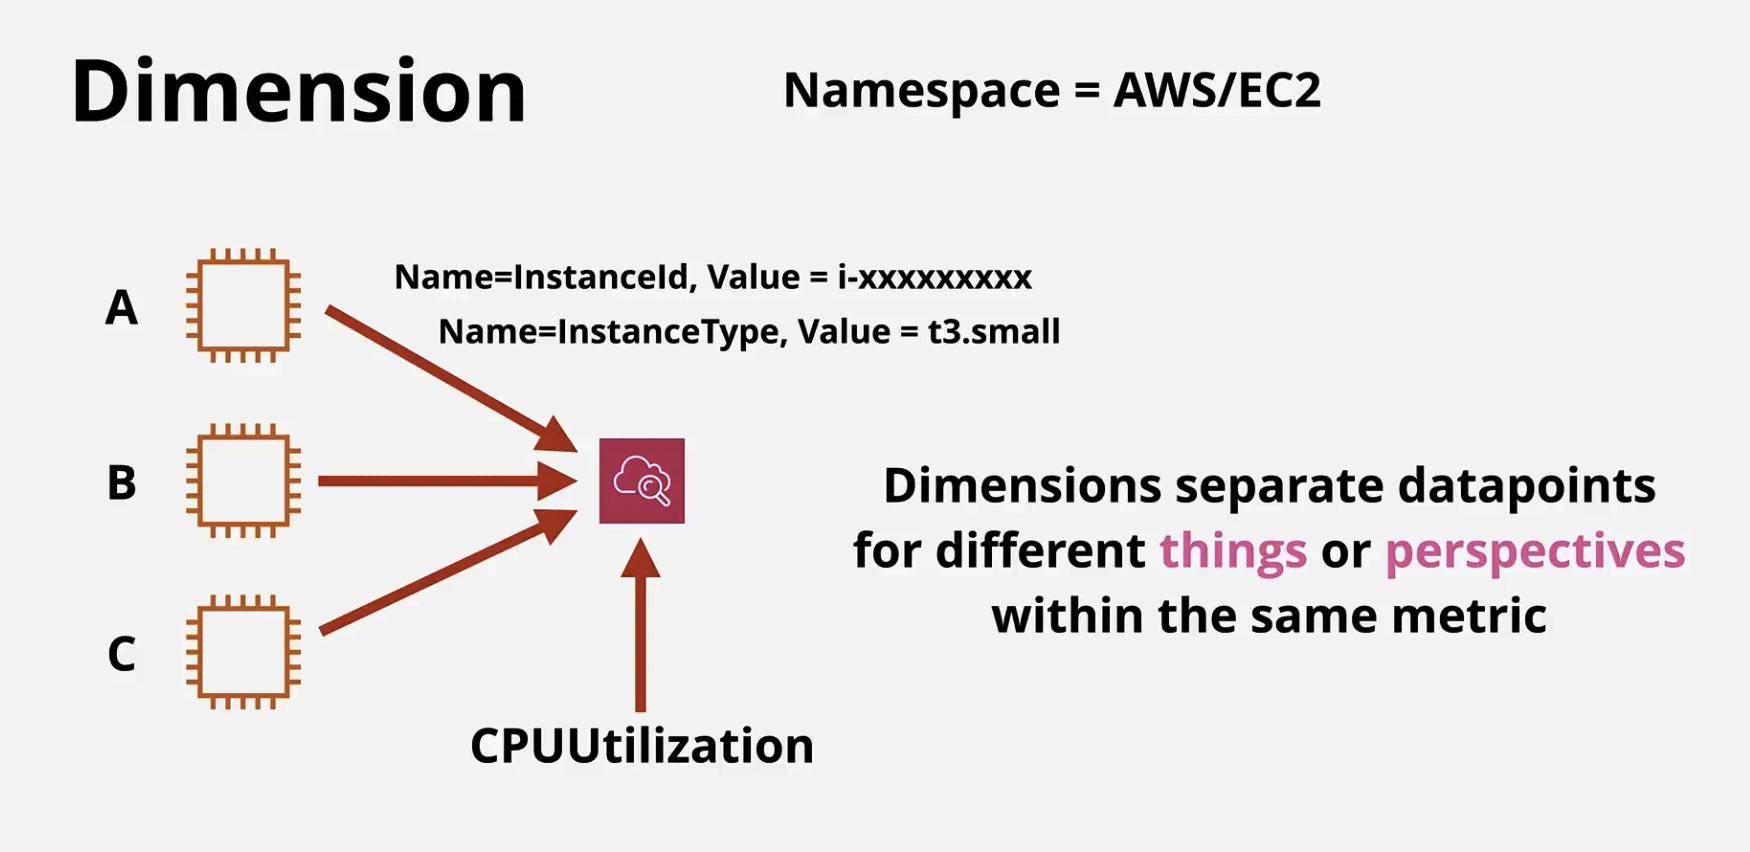 Dimension
Namespace = AWS/EC2
Name=InstanceId, Value = i-xxxxxxxxx
Name=InstanceType, Value = t3.small
A
B
C
Dimensions separate datapoints
for different things or perspectives
within the same metric
CPUUtilization